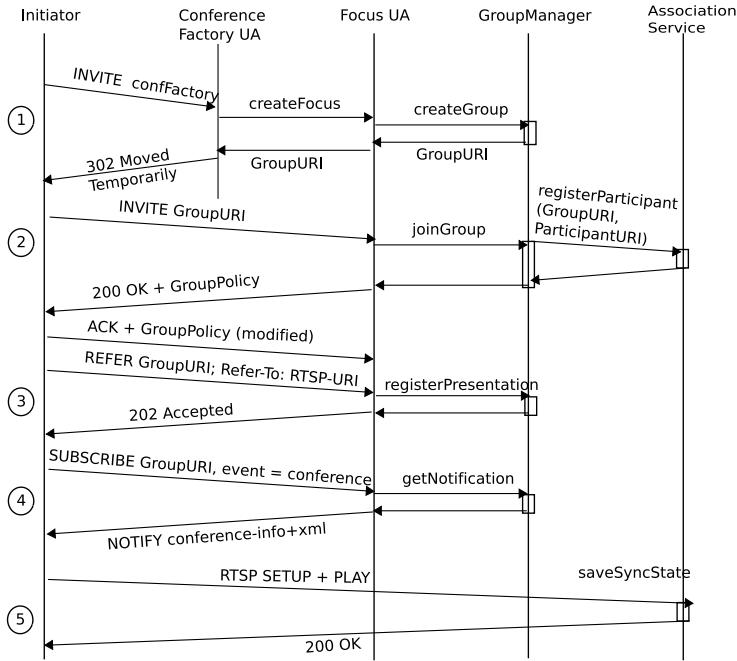 Initiator
Conference
Factory UA
Focus UA
GroupManager
Association
Service
INVITE confFactory
createFocus
createGroup
1
GroupURI
GroupURI
302 Moved
Temporarily
registerParticipant
(GroupURI,
ParticipantURI)
INVITE GroupURI
2
joinGroup
200 OK + GroupPolicy
ACK + GroupPolicy (modified)
REFER GroupURI; Refer-To: RTSP-URI
registerPresentation
3
202 Accepted
SUBSCRIBE GroupURI, event = conference
getNotification
4
NOTIFY conference-info+xml
RTSP SETUP + PLAY
saveSyncState
5
200 OK